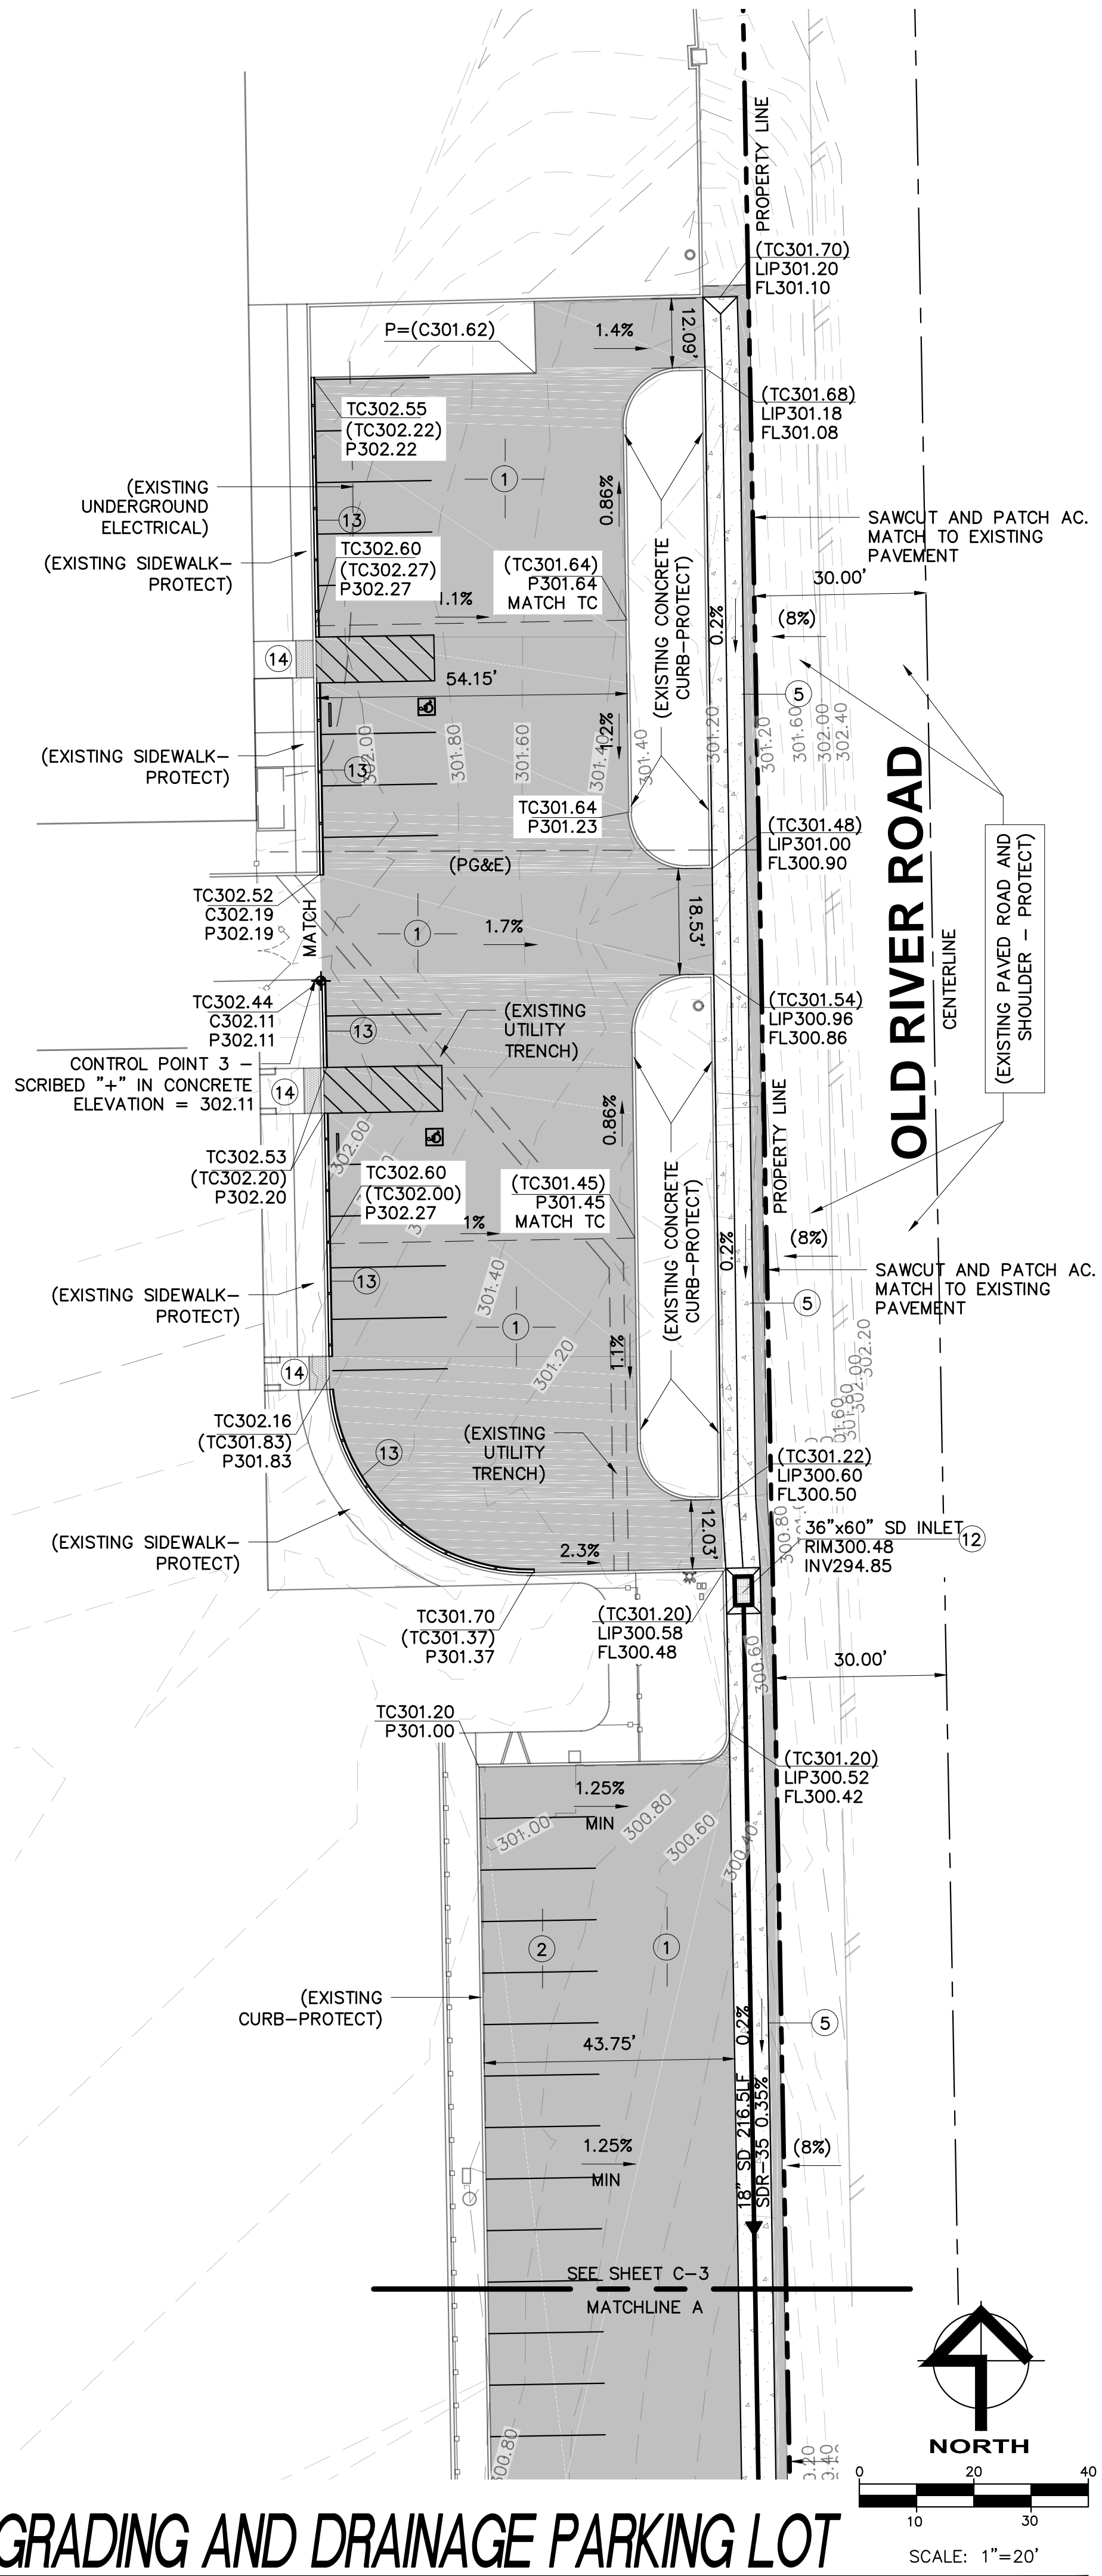 PROPERTY LINE
(TC301.70)
LIP301.20
FL301.10
P=(C301.62)
1.4%
12.09'
(TC301.68)
LIP301.18
FL301.08
TC302.55
(TC302.22)
P302.22
(EXISTING
UNDERGROUND
ELECTRICAL)
1
0.86%
13
SAWCUT AND PATCH AC.
MATCH TO EXISTING
PAVEMENT
(EXISTING SIDEWALK-
PROTECT)
TC302.60
(TC302.27)
P302.27
(TC301.64)
P301.64
MATCH TC
1.1%
(EXISTING CONCRETE
CURB-PROTECT)
0.2%
30.00'
(8%)
14
54.15'
5
(EXISTING SIDEWALK-
PROTECT)
13
302.00
301.80
301.60
301.40
1.2%
301.40
301.20
301.20
301.60
302.00
302.40
TC301.64
P301.23
(TC301.48)
LIP301.00
FL300.90
(PG&E)
OLD RIVER ROAD
CENTERLINE
(EXISTING PAVED ROAD AND
SHOULDER - PROTECT)
TC302.52
C302.19
P302.19
MATCH
1
1.7%
18.53'
TC302.44
C302.11
P302.11
13
(EXISTING
UTILITY
TRENCH)
(TC301.54)
LIP300.96
FL300.86
CONTROL POINT 3 -
SCRIBED "+" IN CONCRETE
ELEVATION = 302.11
14
0.86%
PROPERTY LINE
302.00
TC302.53
(TC302.20)
P302.20
TC302.60
(TC302.00)
P302.27
(TC301.45)
P301.45
MATCH TC
1%
(EXISTING CONCRETE
CURB-PROTECT)
0.2%
(8%)
13
301.40
SAWCUT AND PATCH AC.
MATCH TO EXISTING
PAVEMENT
(EXISTING SIDEWALK-
PROTECT)
5
1
301.20
1.1%
302.20
302.00
301.80
14
TC302.16
(TC301.83)
P301.83
13
(EXISTING
UTILITY
TRENCH)
(TC301.22)
LIP300.60
FL300.50
300.80
12.03'
(EXISTING SIDEWALK-
PROTECT)
2.3%
36"x60" SD INLET
RIM300.48
INV294.85
12
TC301.70
(TC301.37)
P301.37
(TC301.20)
LIP300.58
FL300.48
300.60
30.00'
TC301.20
P301.00
(TC301.20)
LIP300.52
FL300.42
1.25%
MIN
301.00
300.80
300.60
300.40
2
1
(EXISTING
CURB-PROTECT)
43.75'
0.2%
5
18" SD 216.5LF
SDR-35 0.35%
1.25%
MIN
(8%)
SEE SHEET C-3
MATCHLINE A
300.80
NORTH
0 20 40
10 30
GRADING AND DRAINAGE PARKING LOT
SCALE: 1"=20'